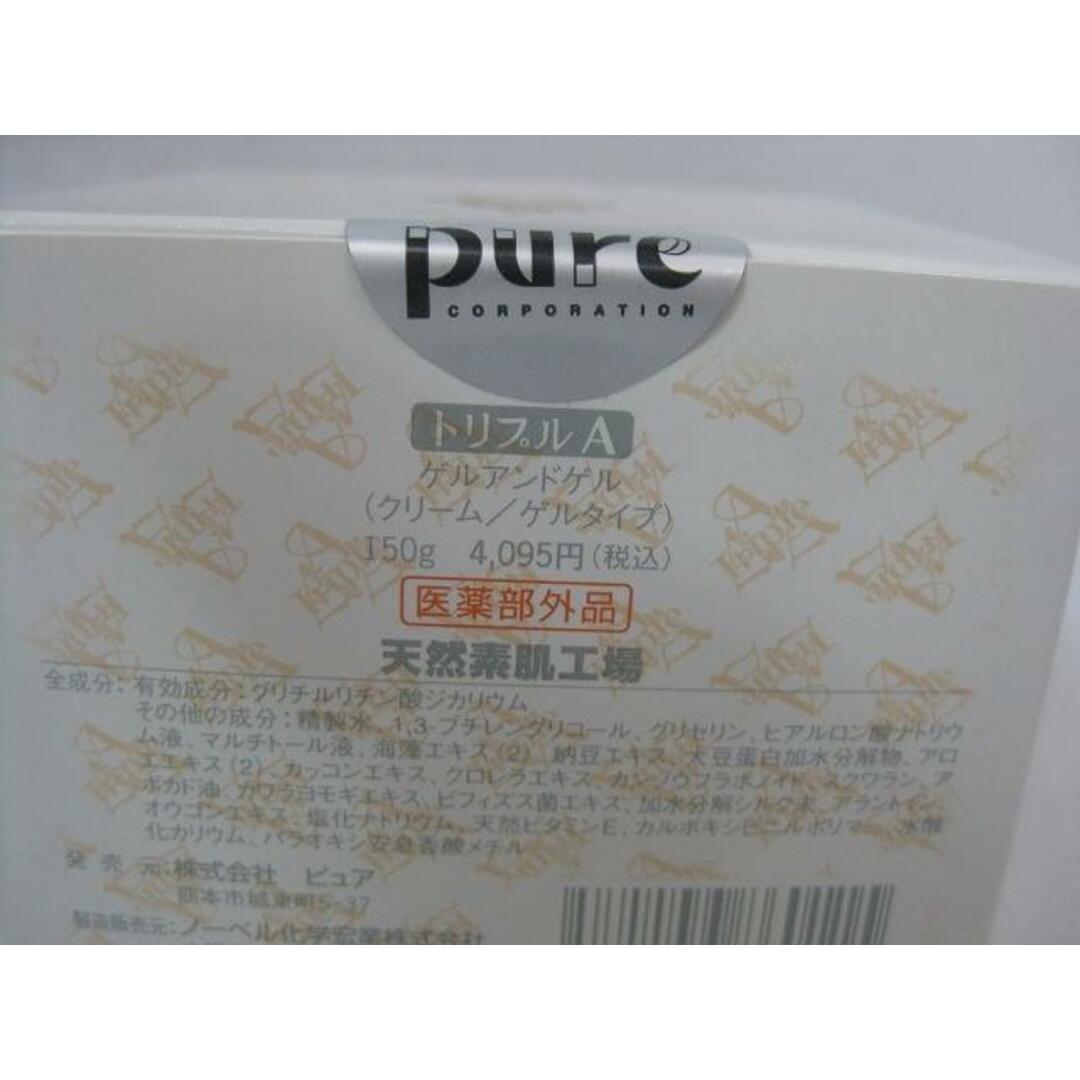 pure
CORPORATION
トリプルA
ゲルアンドゲル
(クリーム/ゲルタイプ)
150g 4,095円(税込)
医薬部外品
天然素肌工場
全成分:有効成分:グリチルリチン酸ジカリウム
その他の成分:精製水、1,3-ブチレングリコール、グリセリン、ヒアルロン酸ナトリウ
ム液、マルチトール液、海藻エキス(2)、納豆エキス、大豆蛋白加水分解物、アロ
エエキス(2)、カッコンエキス、クロレラエキス、カンゾウフラボノイド、スクワラン、ア
ボカド油、カワラヨモギエキス、ビフィズス菌エキス、加水分解シルク末、アラントイン、
オウゴンエキス、塩化ナトリウム、天然ビタミンE、カルボキシビニルポリマー、水酸
化カリウム、パラオキシ安息香酸メチル
発売元:株式会社 ピュア
熊本市城東町5-37
製造販売元:ノーベル化学宏業株式会社